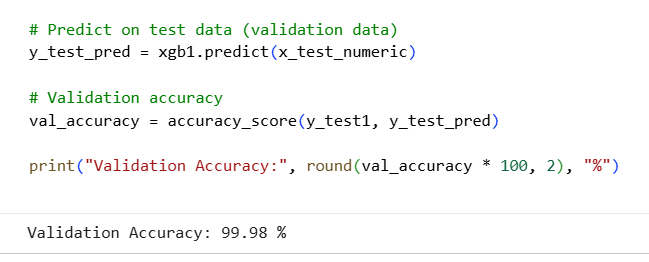 # Predict on test data (validation data)
y_test_pred = xgb1.predict(x_test_numeric)
# Validation accuracy
val_accuracy = accuracy_score(y_test1, y_test_pred)
print("Validation Accuracy:", round(val_accuracy * 100, 2), "%")
Validation Accuracy: 99.98 %